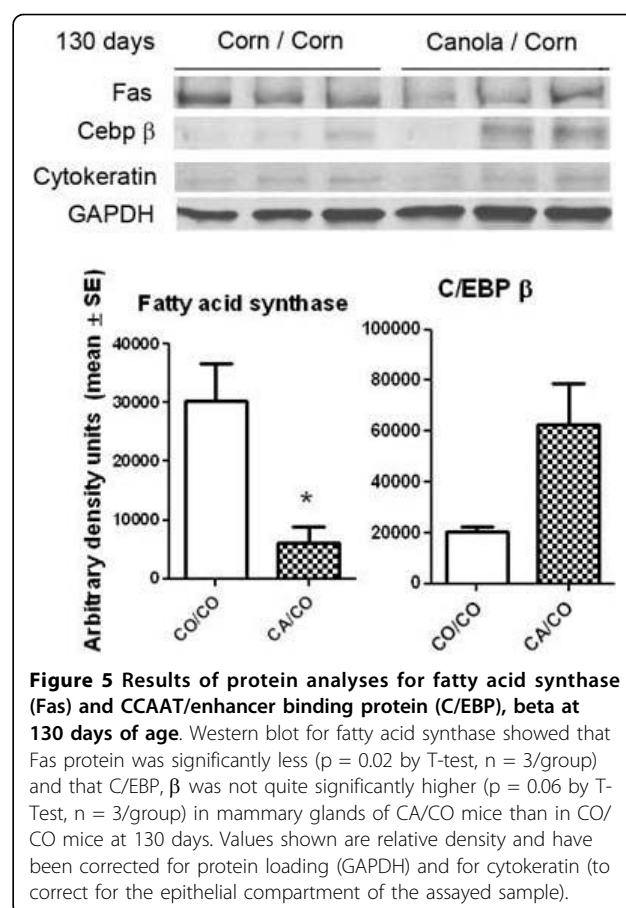 130 days Corn / Corn Canola / Corn
Fas
Cebp β
Cytokeratin
GAPDH
Arbitrary density units (mean ± SE)
Fatty acid synthase
40000
30000
20000
10000
0
*
CO/CO CA/CO
C/EBP β
100000
80000
60000
40000
20000
0
CO/CO CA/CO
Figure 5 Results of protein analyses for fatty acid synthase
(Fas) and CCAAT/enhancer binding protein (C/EBP), beta at
130 days of age. Western blot for fatty acid synthase showed that
Fas protein was significantly less (p = 0.02 by T-test, n = 3/group)
and that C/EBP, β was not quite significantly higher (p = 0.06 by T-
Test, n = 3/group) in mammary glands of CA/CO mice than in CO/
CO mice at 130 days. Values shown are relative density and have
been corrected for protein loading (GAPDH) and for cytokeratin (to
correct for the epithelial compartment of the assayed sample).